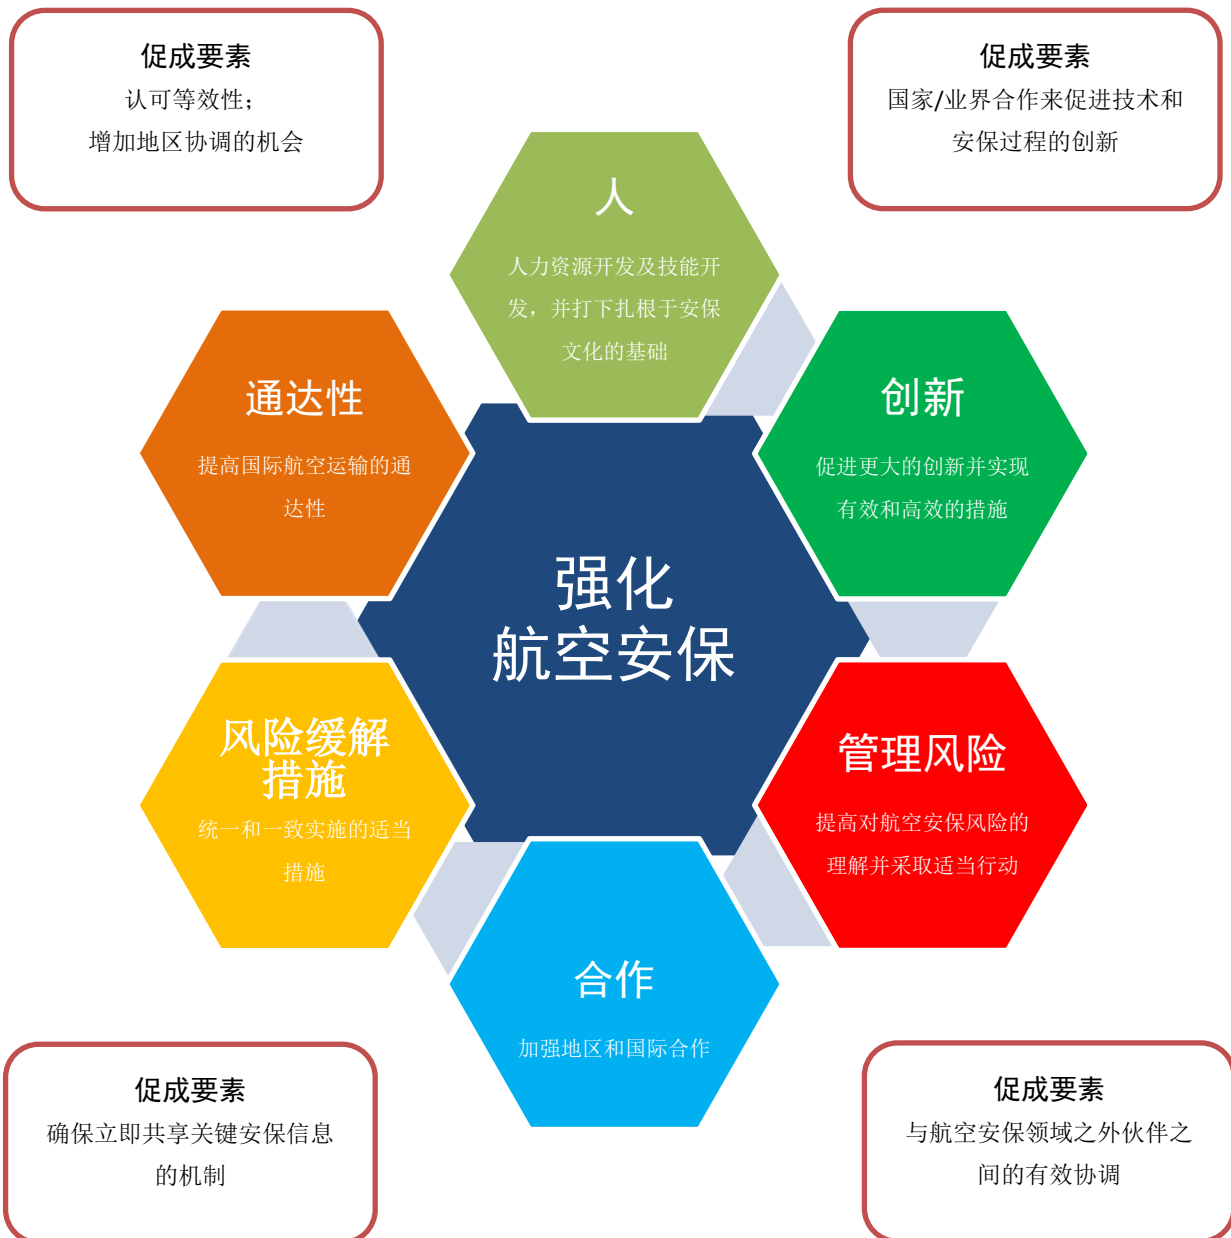 促成要素
认可等效性；
增加地区协调的机会
促成要素
国家/业界合作来促进技术和
安保过程的创新
人
人力资源开发及技能开
发，并打下扎根于安保
文化的基础
通达性
提高国际航空运输的通
达性
创新
促进更大的创新并实现
有效和高效的措施
强化
航空安保
风险缓解
措施
统一和一致实施的适当
措施
管理风险
提高对航空安保风险的
理解并采取适当行动
合作
加强地区和国际合作
促成要素
确保立即共享关键安保信息
的机制
促成要素
与航空安保领域之外伙伴之
间的有效协调